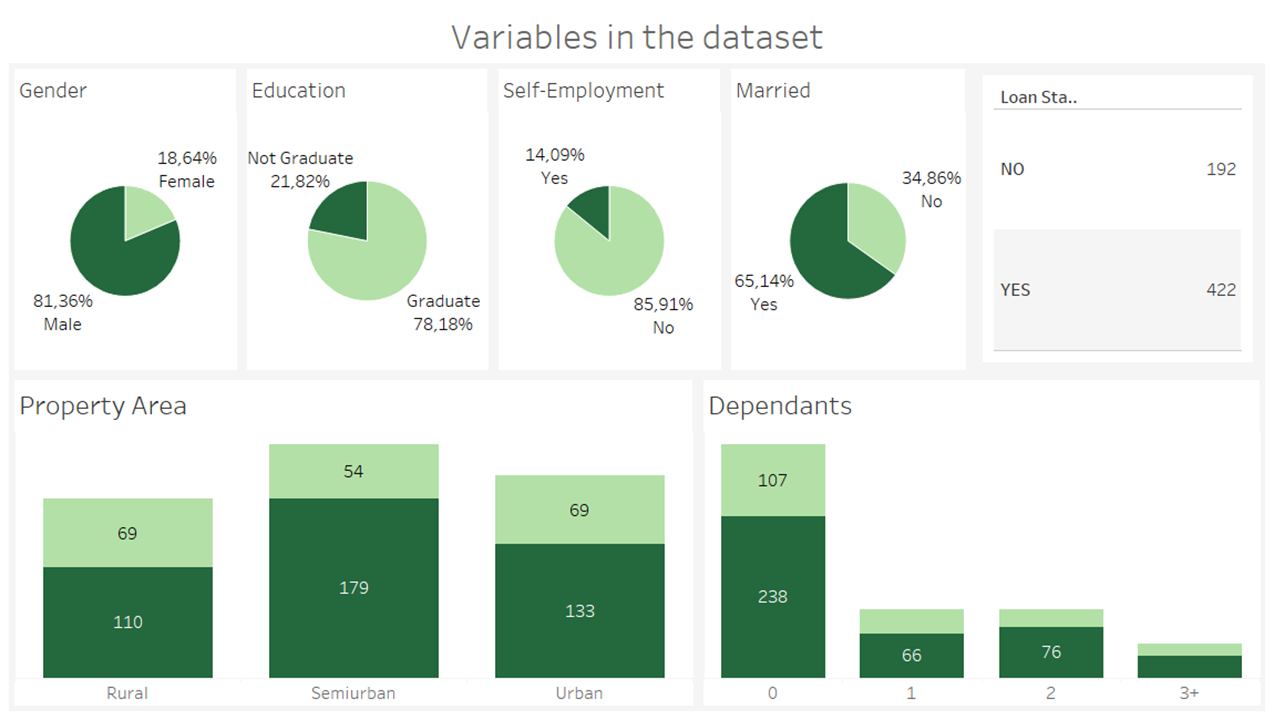 Variables in the dataset
Gender
18,64%
Female
81,36%
Male
Education
Not Graduate
21,82%
Graduate
78,18%
Self-Employment
14,09%
Yes
85,91%
No
Married
34,86%
No
65,14%
Yes
Loan Sta..
NO 192
YES 422
Property Area
69
110
54
179
69
133
Rural Semiurban Urban
Dependants
107
238
66
76
0 1 2 3+